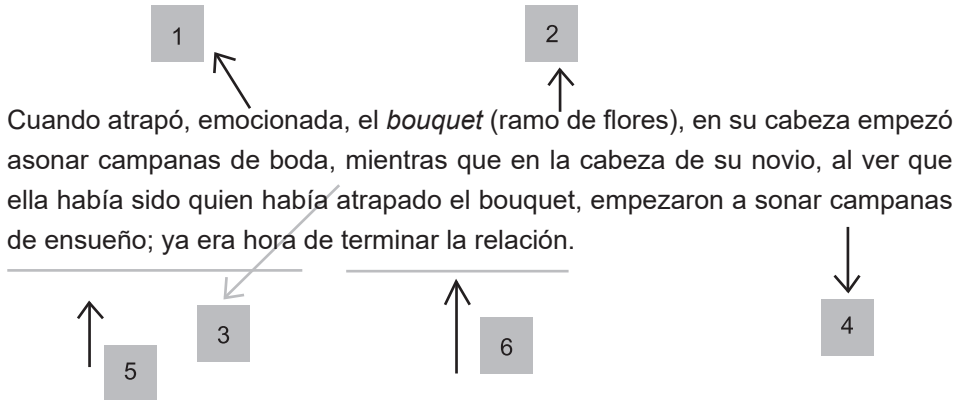 1
2
Cuando atrapó, emocionada, el bouquet (ramo de flores), en su cabeza empezó
asonar campanas de boda, mientras que en la cabeza de su novio, al ver que
ella había sido quien había atrapado el bouquet, empezaron a sonar campanas
de ensueño; ya era hora de terminar la relación.
3
4
5
6